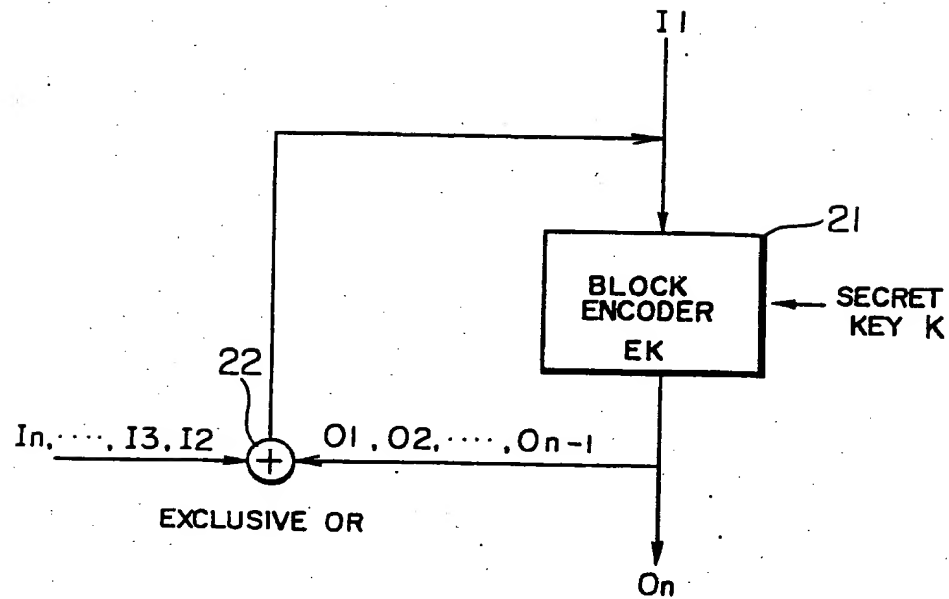 I1
21
BLOCK
ENCODER
EK
SECRET
KEY K
22
In,····, I3, I2
O1, O2, ····, On-1
EXCLUSIVE OR
On